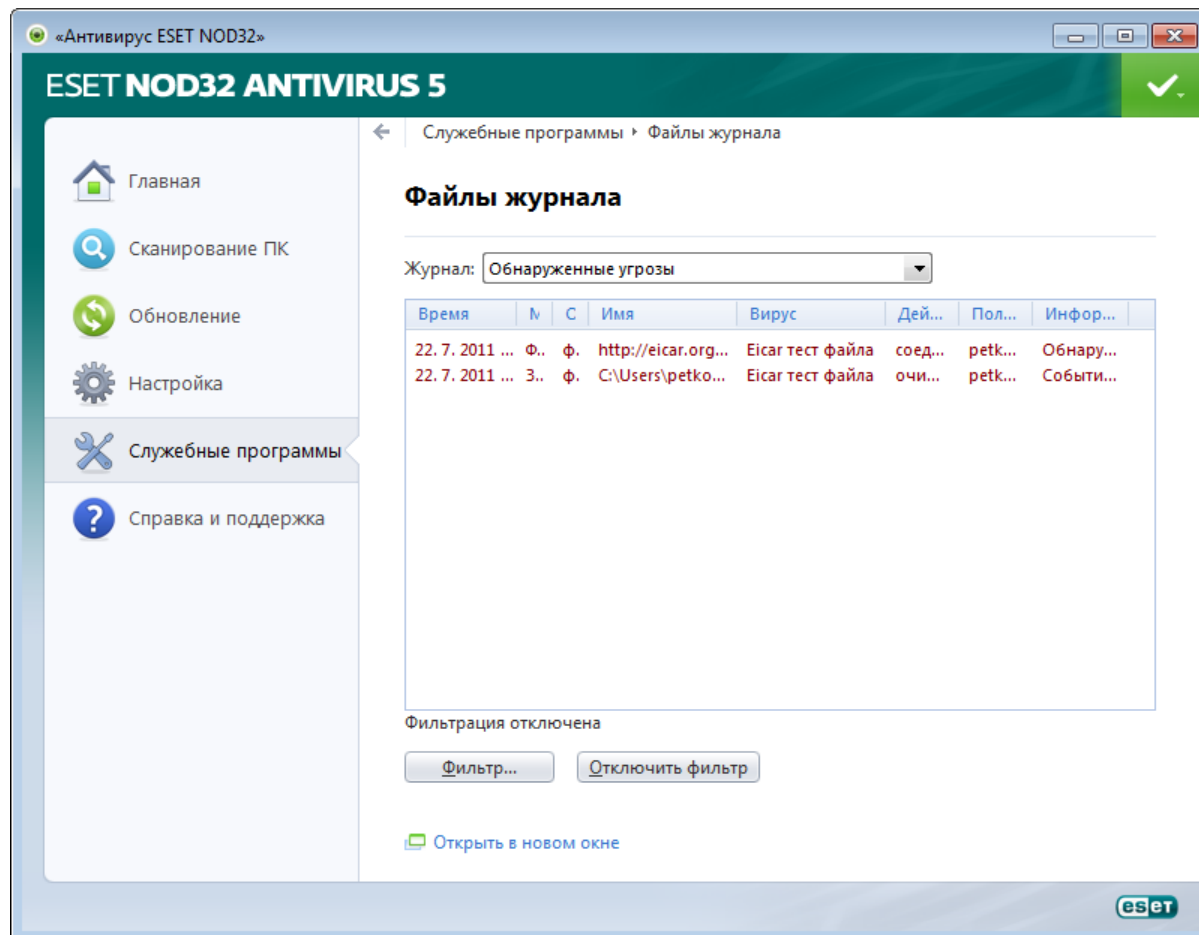 «Антивирус ESET NOD32»
ESET NOD32 ANTIVIRUS 5
Служебные программы ‣ Файлы журнала
Главная
Сканирование ПК
Обновление
Настройка
Служебные программы
Справка и поддержка
Файлы журнала
Журнал: Обнаруженные угрозы
Время М С Имя Вирус Дей... Пол... Инфор...
22. 7. 2011 ... Ф.. ф. http://eicar.org... Eicar тест файла соед... petk... Обнару...
22. 7. 2011 ... З.. ф. C:\Users\petko... Eicar тест файла очи... petk... Событи...
Фильтрация отключена
Фильтр... Отключить фильтр
Открыть в новом окне
eset